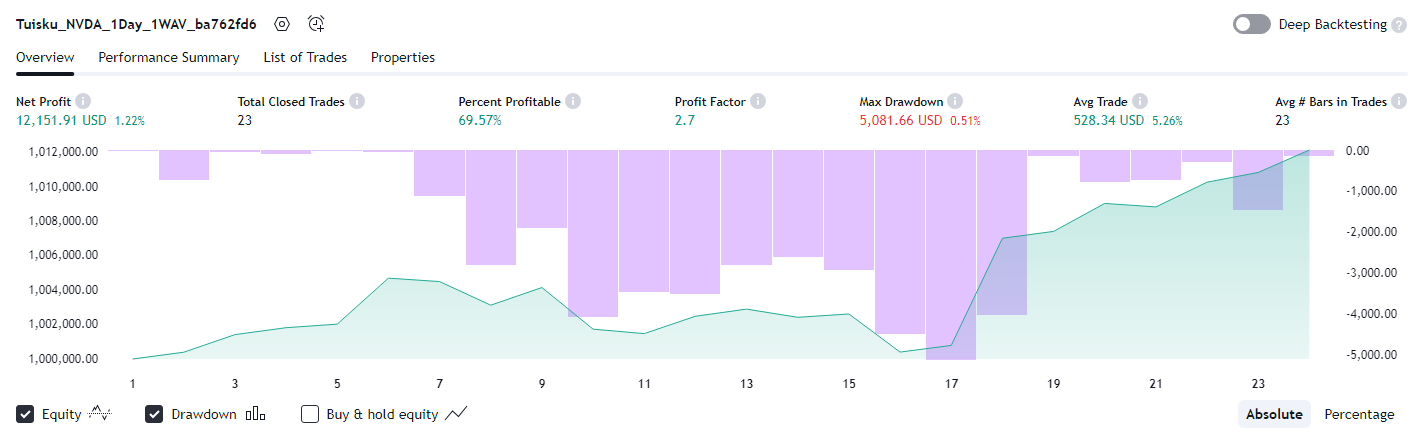 Tuisku_NVDA_1Day_1WAV_ba762fd6 Deep Backtesting ?
Overview Performance Summary List of Trades Properties
Net Profit Total Closed Trades Percent Profitable Profit Factor Max Drawdown Avg Trade Avg # Bars in Trades
12,151.91 USD 1.22% 23 69.57% 2.7 5,081.66 USD 0.51% 528.34 USD 5.26% 23
1,012,000.00 0.00
1,010,000.00 -1,000.00
1,008,000.00 -2,000.00
1,006,000.00 -3,000.00
1,004,000.00 -4,000.00
1,002,000.00 -5,000.00
1,000,000.00
1 3 5 7 9 11 13 15 17 19 21 23
Equity Drawdown Buy & hold equity Absolute Percentage